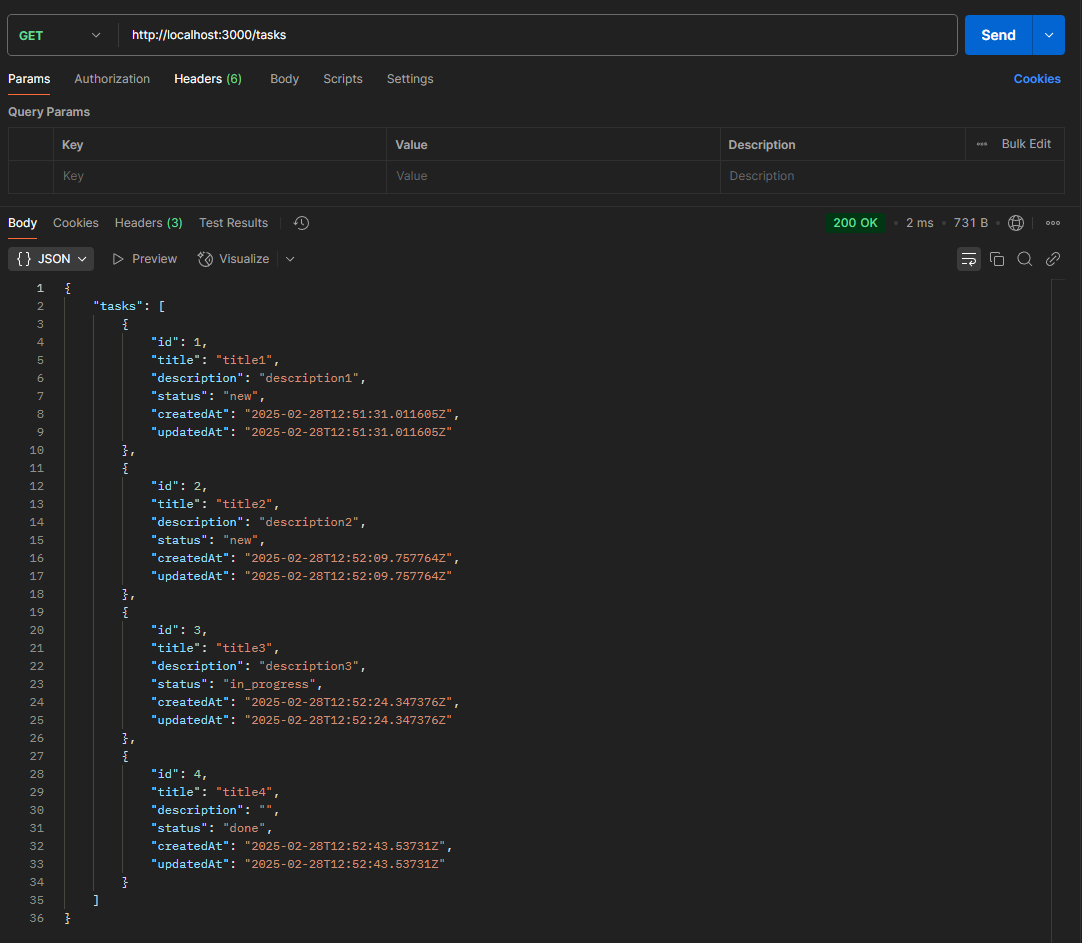 GET http://localhost:3000/tasks Send
Params Authorization Headers (6) Body Scripts Settings Cookies
Query Params
Key Value Description ••• Bulk Edit
Key Value Description
Body Cookies Headers (3) Test Results 200 OK • 2 ms • 731 B •
{} JSON Preview Visualize
1 {
2 "tasks": [
3 {
4 "id": 1,
5 "title": "title1",
6 "description": "description1",
7 "status": "new",
8 "createdAt": "2025-02-28T12:51:31.011605Z",
9 "updatedAt": "2025-02-28T12:51:31.011605Z"
10 },
11 {
12 "id": 2,
13 "title": "title2",
14 "description": "description2",
15 "status": "new",
16 "createdAt": "2025-02-28T12:52:09.757764Z",
17 "updatedAt": "2025-02-28T12:52:09.757764Z"
18 },
19 {
20 "id": 3,
21 "title": "title3",
22 "description": "description3",
23 "status": "in_progress",
24 "createdAt": "2025-02-28T12:52:24.347376Z",
25 "updatedAt": "2025-02-28T12:52:24.347376Z"
26 },
27 {
28 "id": 4,
29 "title": "title4",
30 "description": "",
31 "status": "done",
32 "createdAt": "2025-02-28T12:52:43.53731Z",
33 "updatedAt": "2025-02-28T12:52:43.53731Z"
34 }
35 ]
36 }